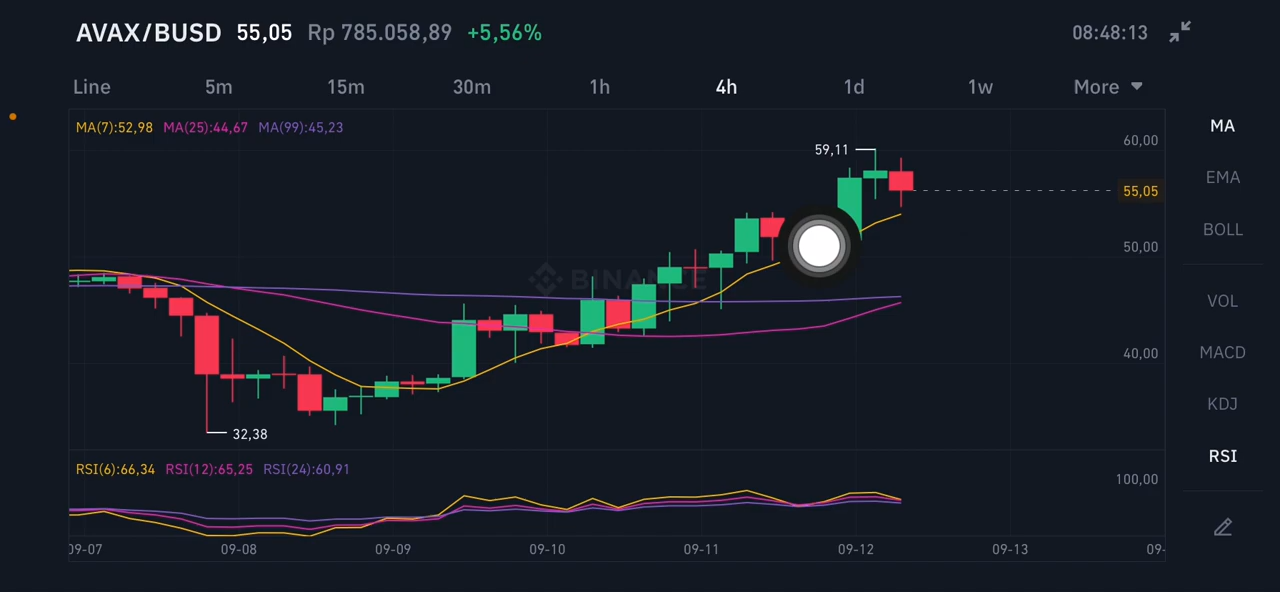 AVAX/BUSD 55,05 Rp 785.058,89 +5,56% 08:48:13
Line 5m 15m 30m 1h 4h 1d 1w More
MA(7):52,98 MA(25):44,67 MA(99):45,23
MA
60,00
59,11
EMA
55,05
BOLL
50,00
BINANCE
VOL
40,00
MACD
KDJ
32,38
RSI
RSI(6):66,34 RSI(12):65,25 RSI(24):60,91
100,00
09-07 09-08 09-09 09-10 09-11 09-12 09-13 09-